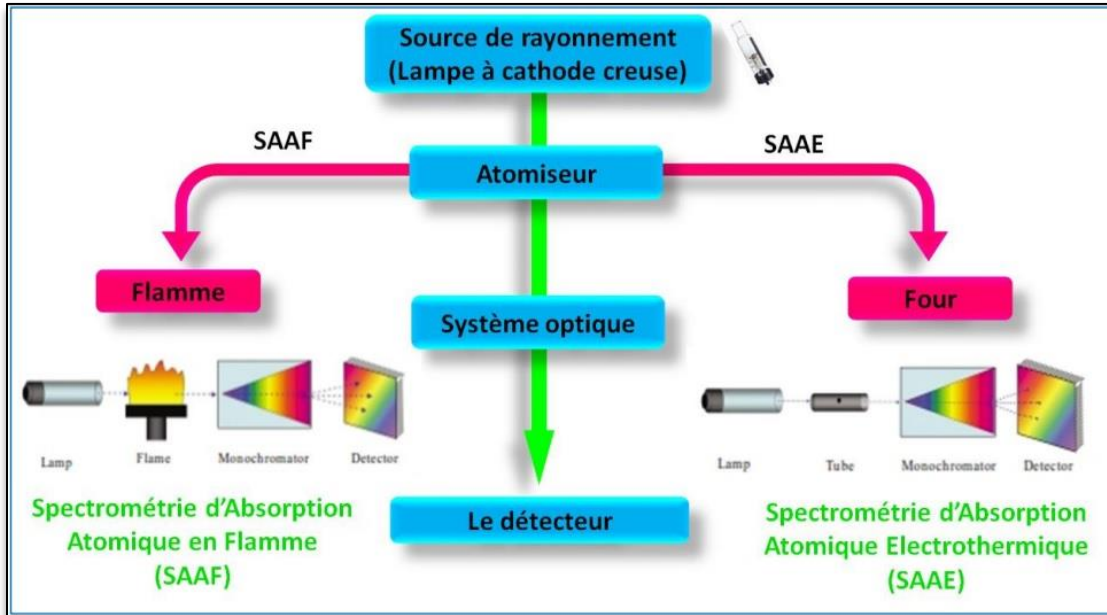 Source de rayonnement
(Lampe à cathode creuse)
SAAF
SAAE
Atomiseur
Flamme
Four
Système optique
Lamp
Flame
Monochromator
Detector
Lamp
Tube
Monochromator
Detector
Spectrométrie d'Absorption
Atomique en Flamme
(SAAF)
Le détecteur
Spectrométrie d'Absorption
Atomique Electrothermique
(SAAE)